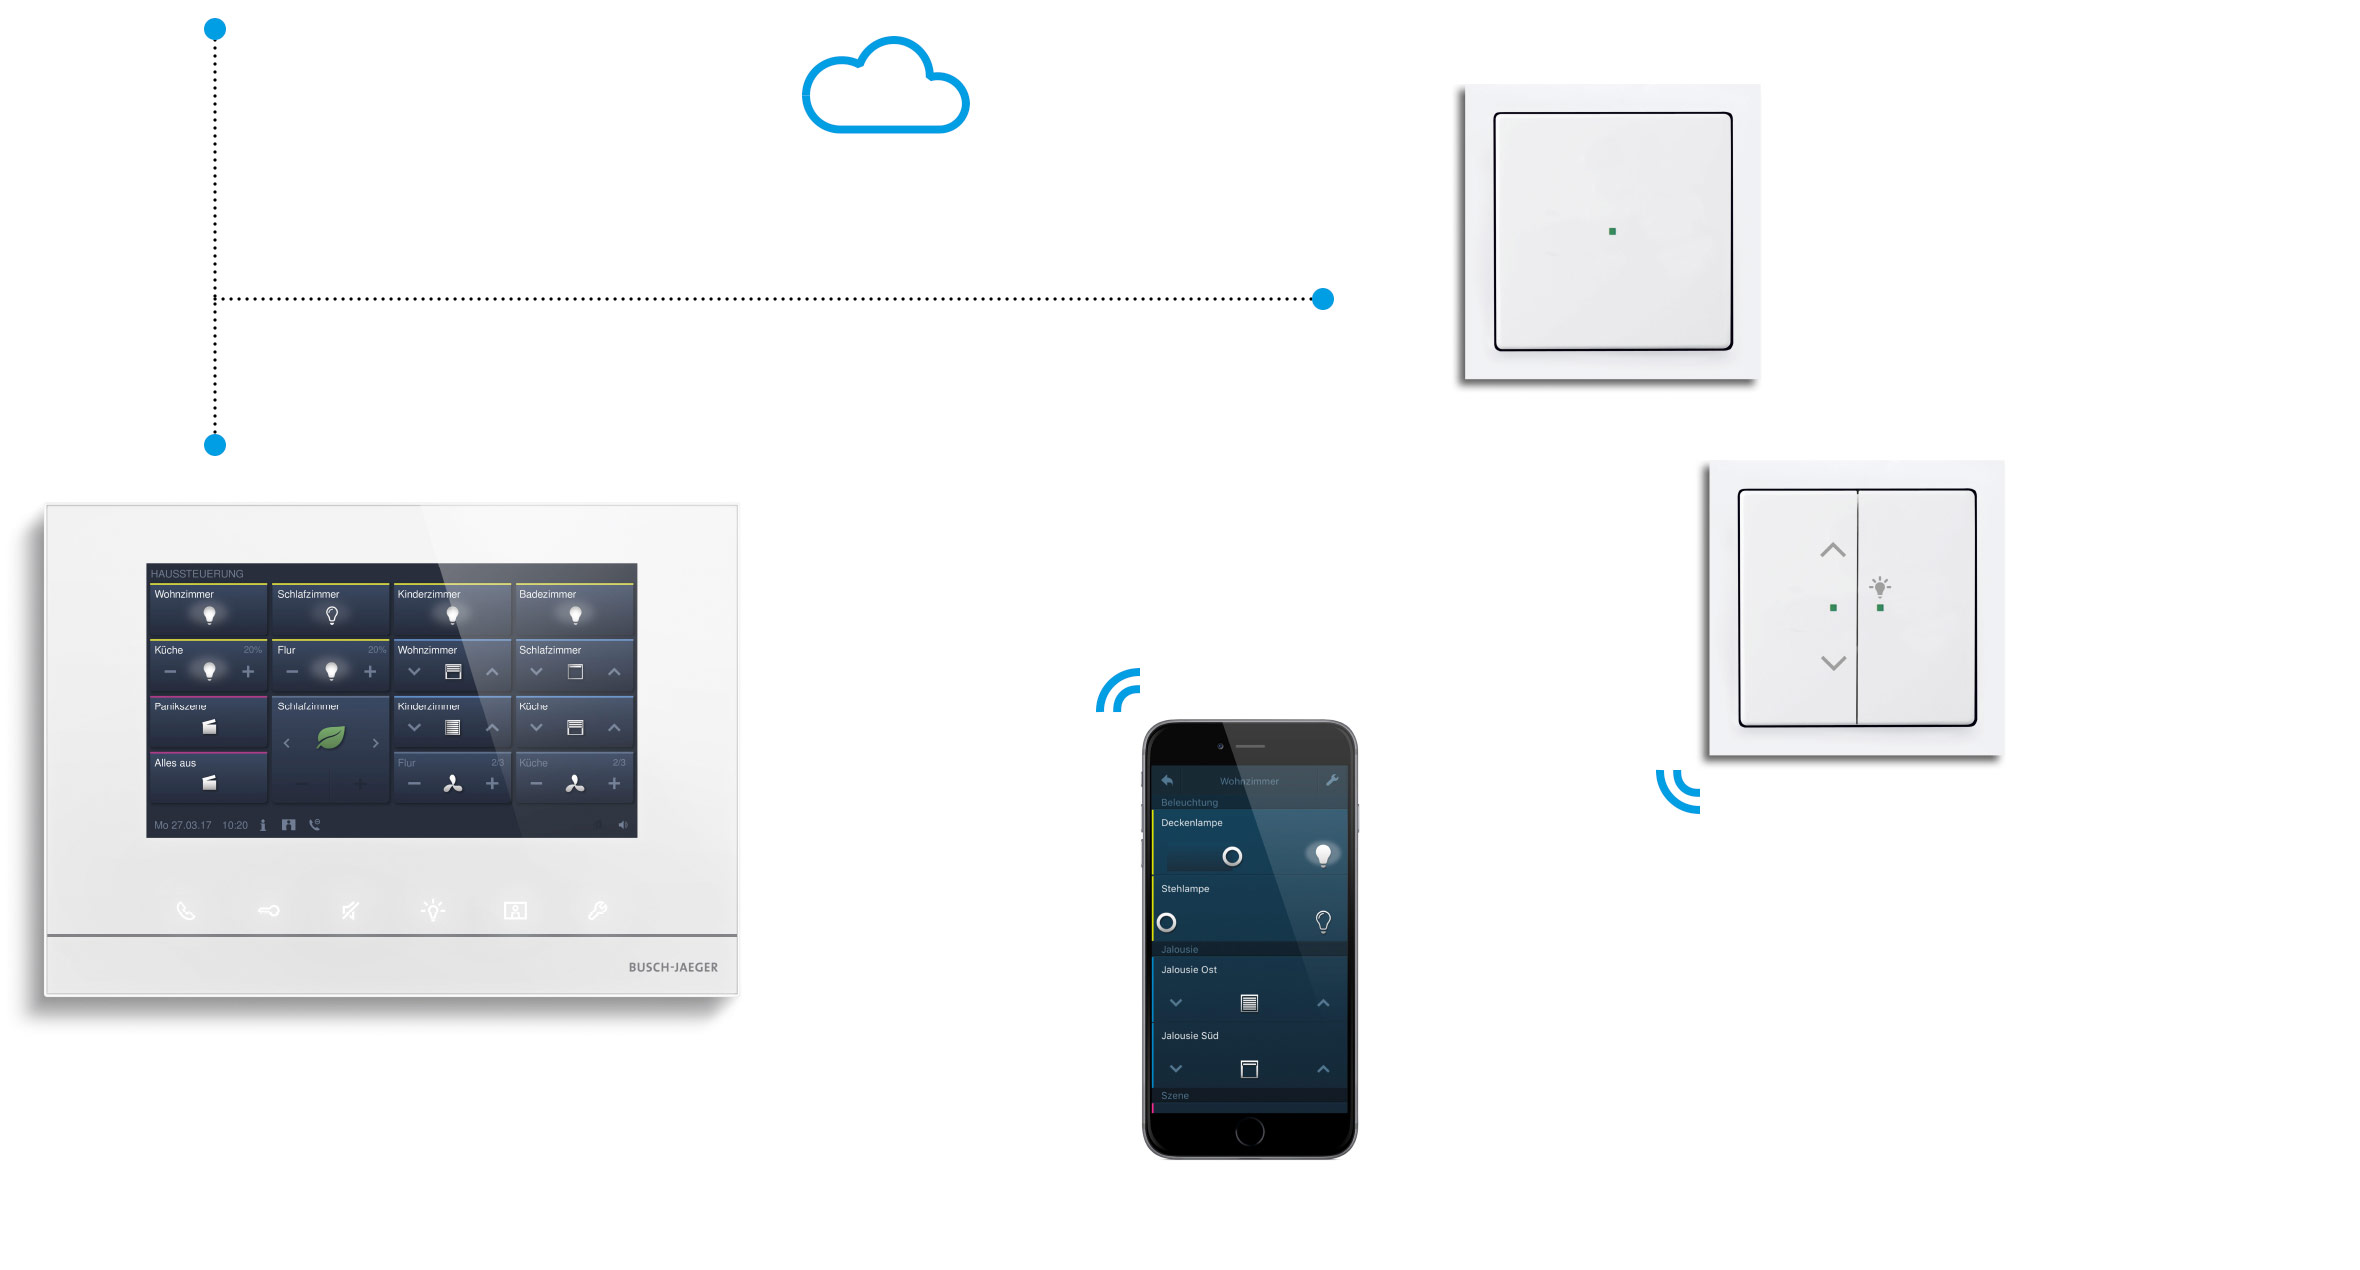 HAUSSTEUERUNG
Wohnzimmer
Schlafzimmer
Kinderzimmer
Badezimmer
Küche 20%
Flur 20%
Wohnzimmer
Schlafzimmer
Panikszene
Schlafzimmer
Kinderzimmer
Küche
Alles aus
Flur 2/3
Küche 2/3
Mo 27.03.17 10:20
BUSCH-JAEGER
Wohnzimmer
Beleuchtung
Deckenlampe
Stehlampe
Jalousie
Jalousie Ost
Jalousie Süd
Szene